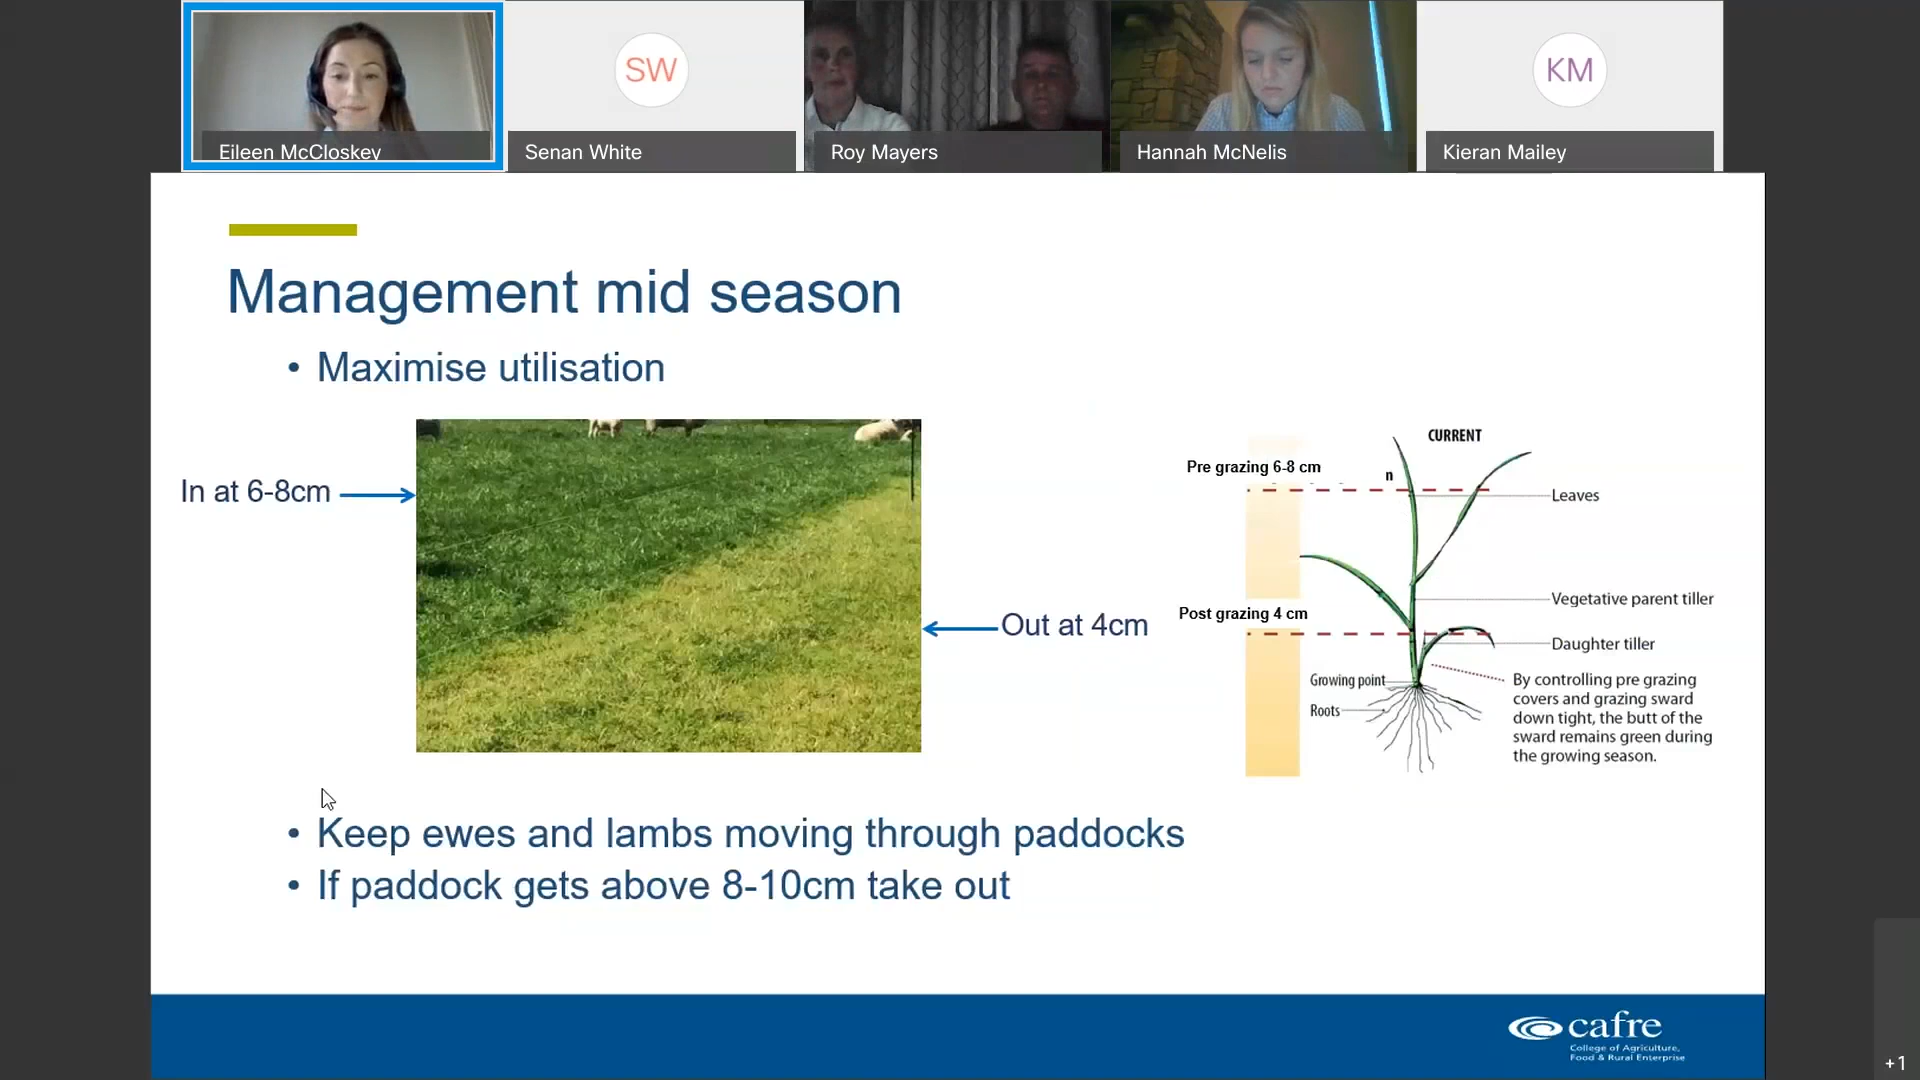 SW
KM
Eileen McCloskey
Senan White
Roy Mayers
Hannah McNelis
Kieran Mailey
Management mid season
• Maximise utilisation
In at 6-8cm
Out at 4cm
CURRENT
Pre grazing 6-8 cm
n
Leaves
Vegetative parent tiller
Post grazing 4 cm
Daughter tiller
Growing point
Roots
By controlling pre grazing
covers and grazing sward
down tight, the butt of the
sward remains green during
the growing season.
• Keep ewes and lambs moving through paddocks
• If paddock gets above 8-10cm take out
cafre
College of Agriculture,
Food & Rural Enterprise
+1